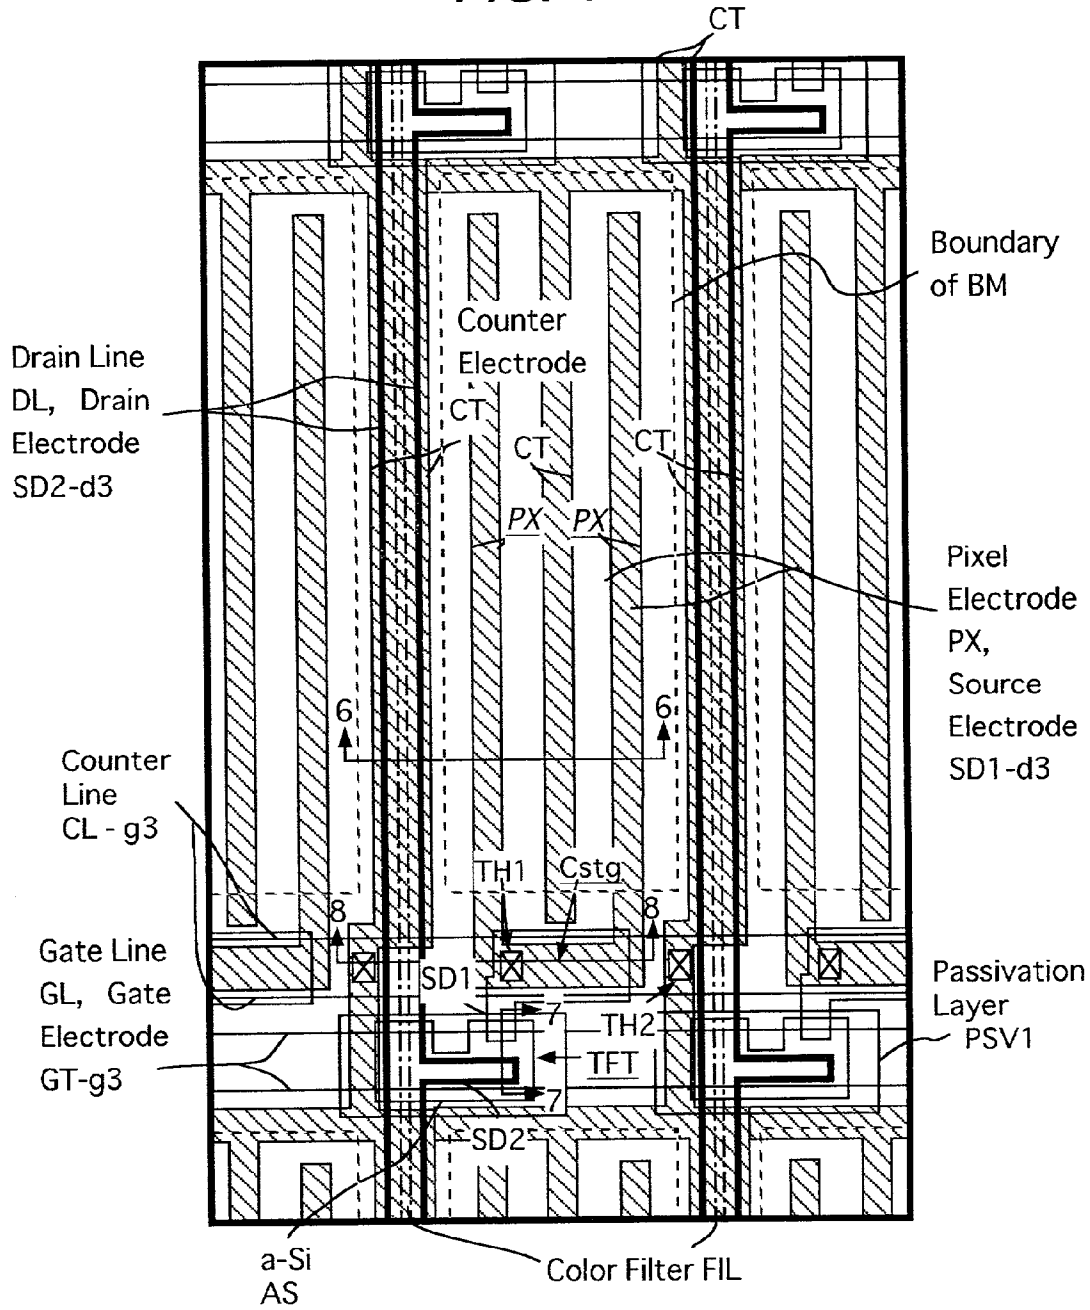 CT
Boundary
of BM
Counter
Electrode
Drain Line
DL, Drain
Electrode
SD2-d3
CT
CT
CT
PX
PX
Pixel
Electrode
PX,
Source
Electrode
SD1-d3
6
6
Counter
Line
CL - g3
TH1
Cstg
8
8
Gate Line
GL, Gate
Electrode
GT-g3
SD1
7
TH2
Passivation
Layer
PSV1
TFT
7
SD2
a-Si
AS
Color Filter FIL